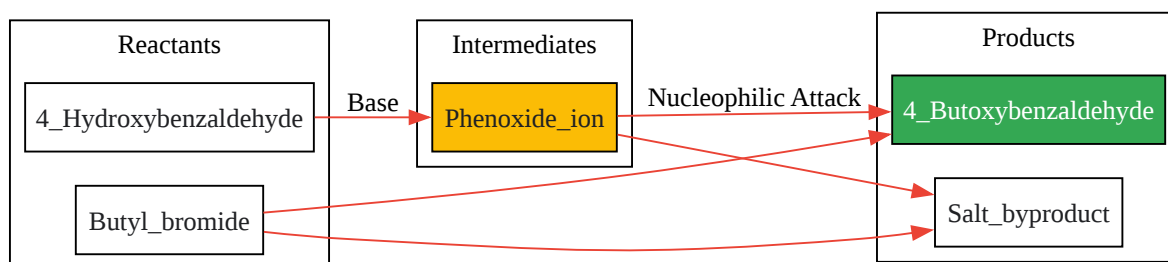 Reactants
Intermediates
Products
4_Hydroxybenzaldehyde
Base
Phenoxide_ion
Nucleophilic Attack
4_Butoxybenzaldehyde
Butyl_bromide
Salt_byproduct